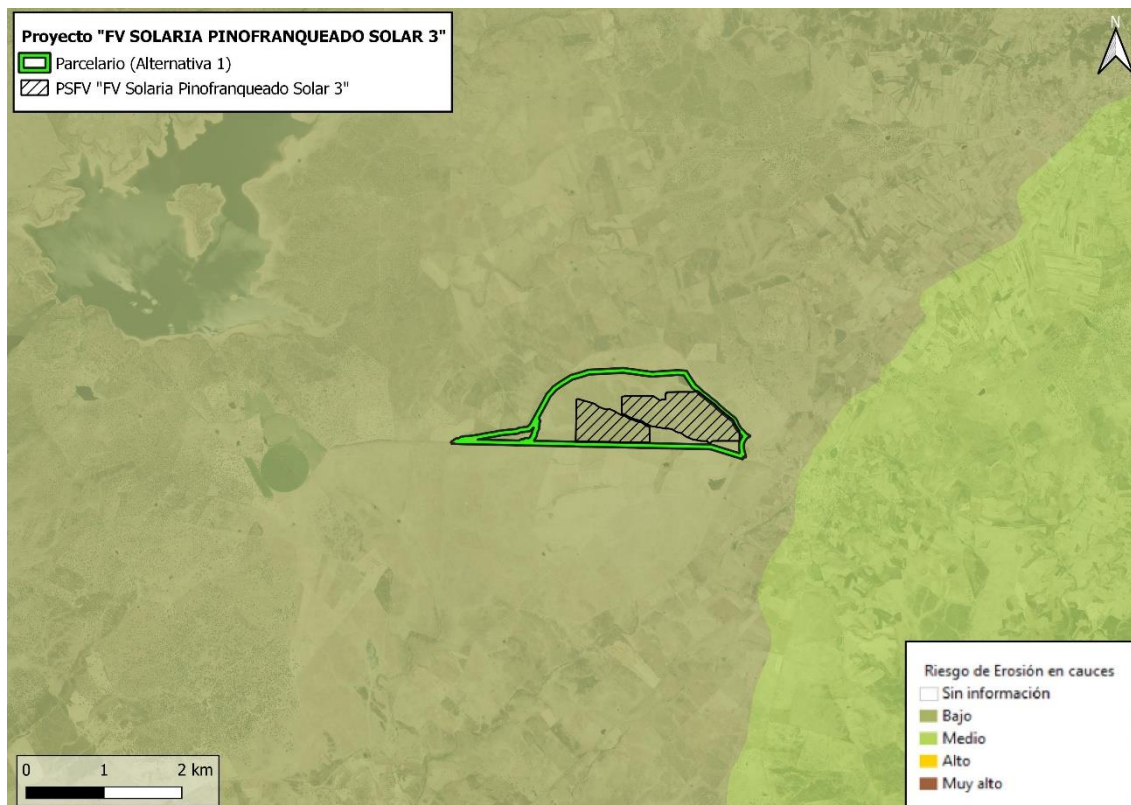 Proyecto "FV SOLARIA PINOFRANQUEADO SOLAR 3"
Parcelario (Alternativa 1)
PSFV "FV Solaria Pinofranqueado Solar 3"
N
Riesgo de Erosión en cauces
Sin información
Bajo
Medio
Alto
Muy alto
0 1 2 km